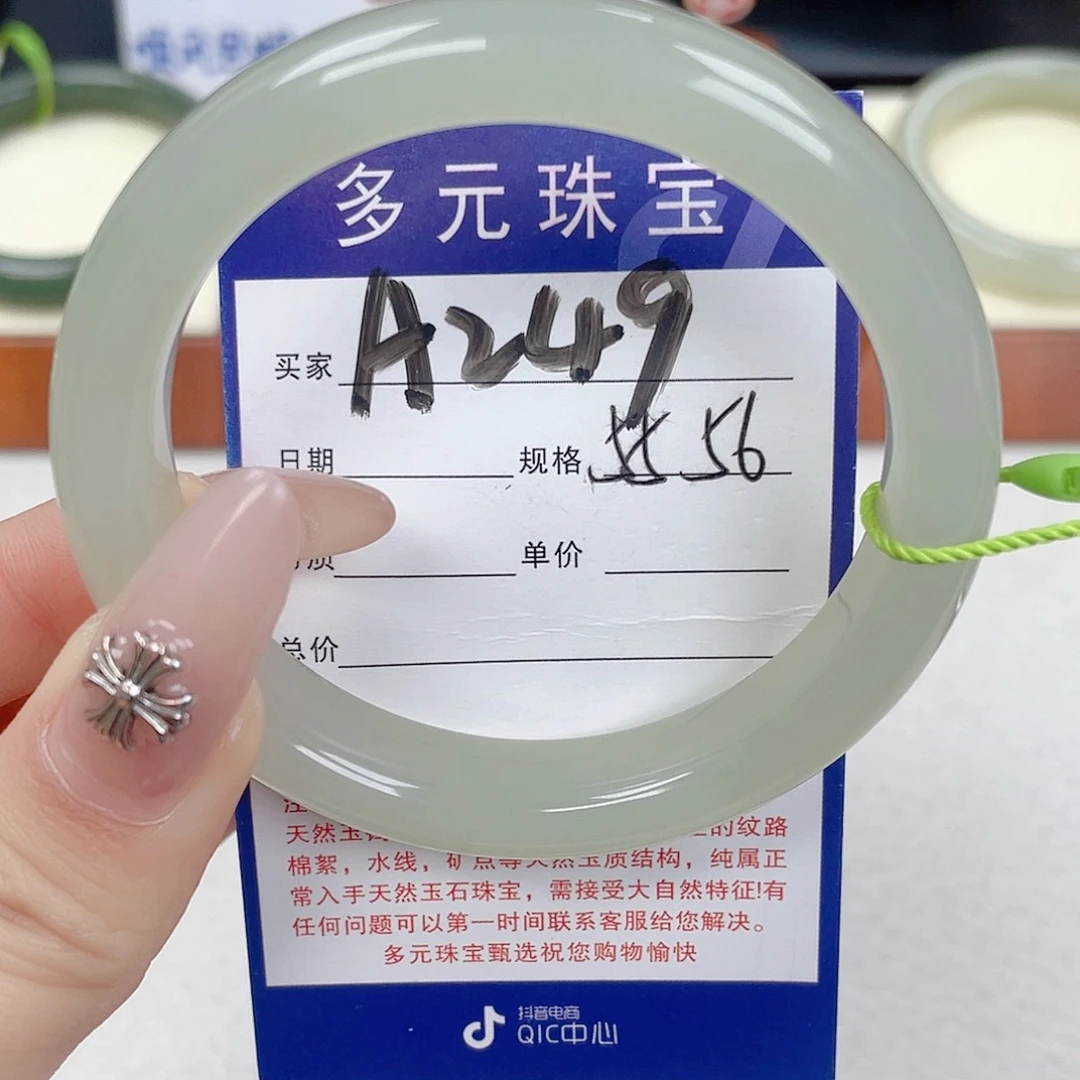 多元珠宝
买家 A249
日期 规格 56
单价
总价
天然玉 的纹路
棉絮，水线，矿点等天然玉质结构，纯属正
常入手天然玉石珠宝，需接受大自然特征!有
任何问题可以第一时间联系客服给您解决。
多元珠宝甄选祝您购物愉快
抖音电商
QIC中心